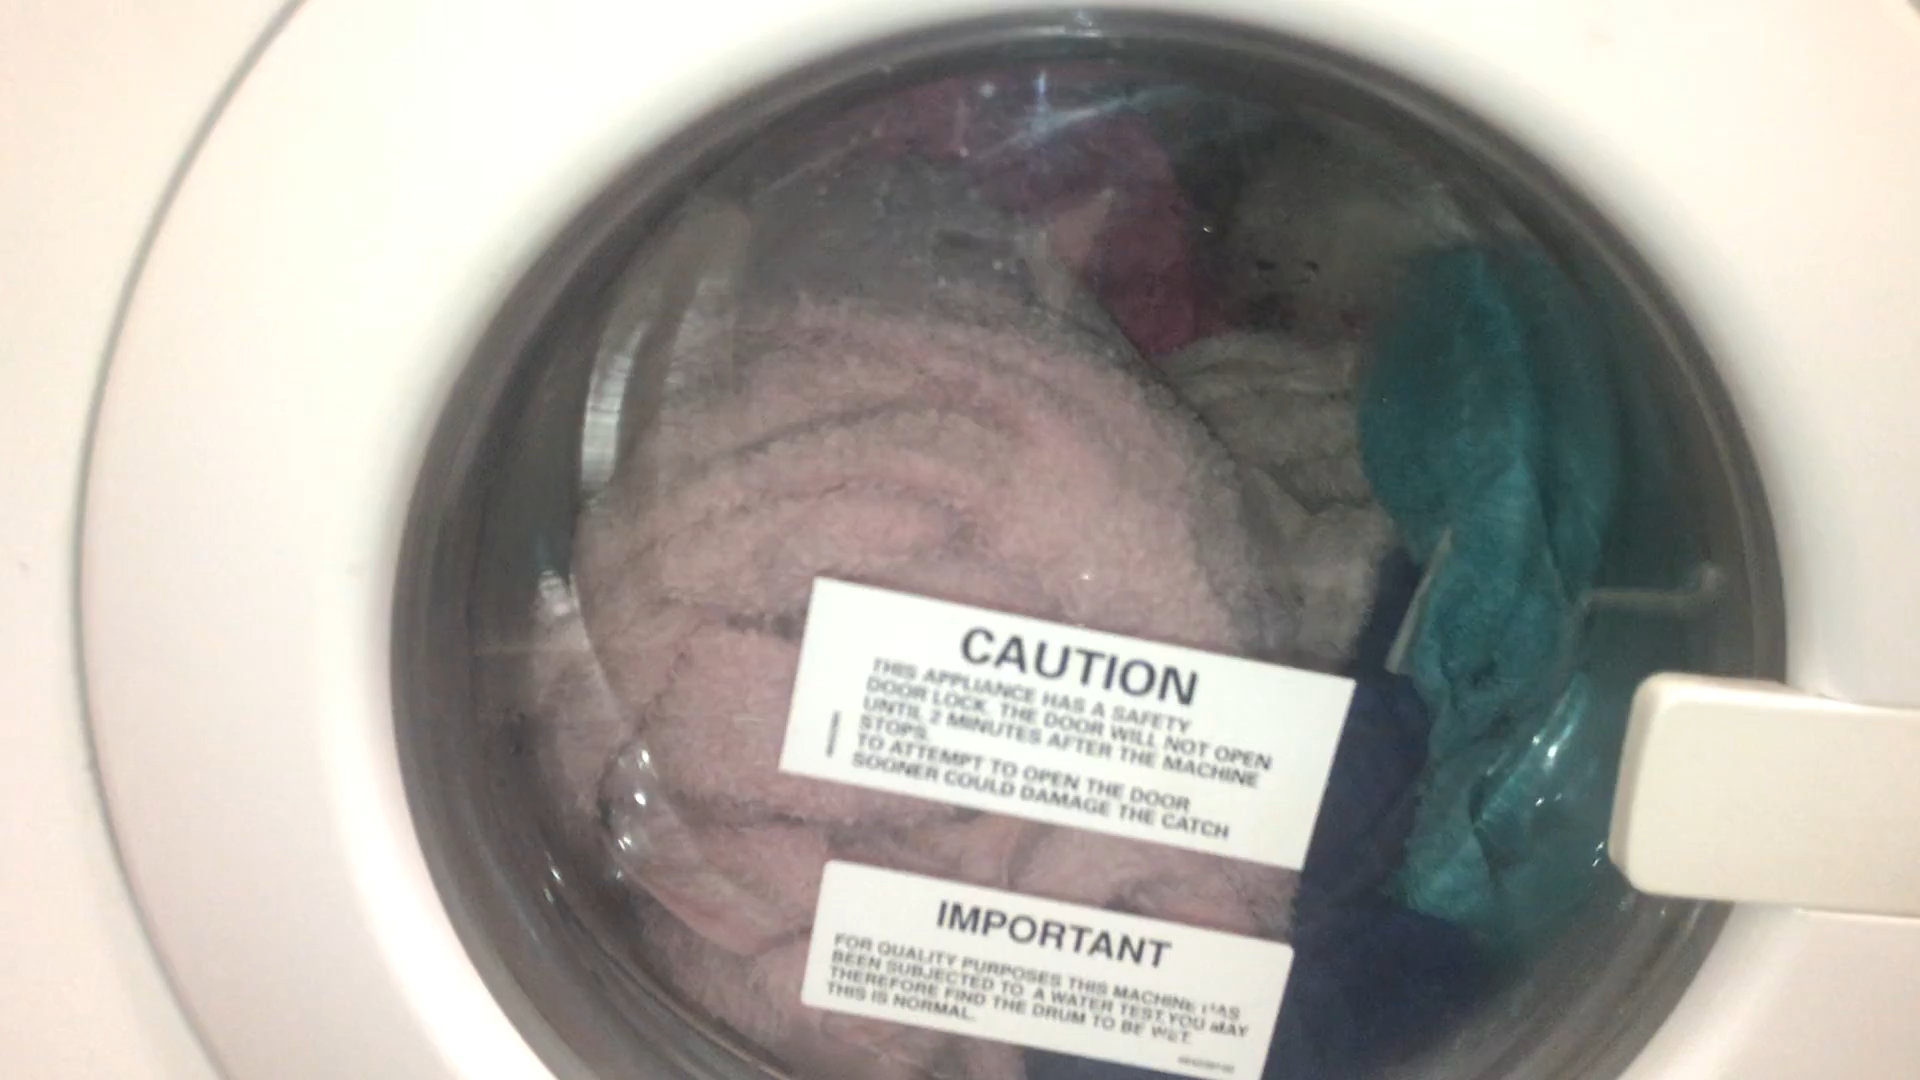 CAUTION
THIS APPLIANCE HAS A SAFETY
DOOR LOCK. THE DOOR WILL NOT OPEN
UNTIL 2 MINUTES AFTER THE MACHINE
STOPS.
TO ATTEMPT TO OPEN THE DOOR
SOONER COULD DAMAGE THE CATCH
IMPORTANT
FOR QUALITY PURPOSES THIS MACHINE HAS
BEEN SUBJECTED TO A WATER TEST.YOU MAY
THEREFORE FIND THE DRUM TO BE WET.
THIS IS NORMAL.